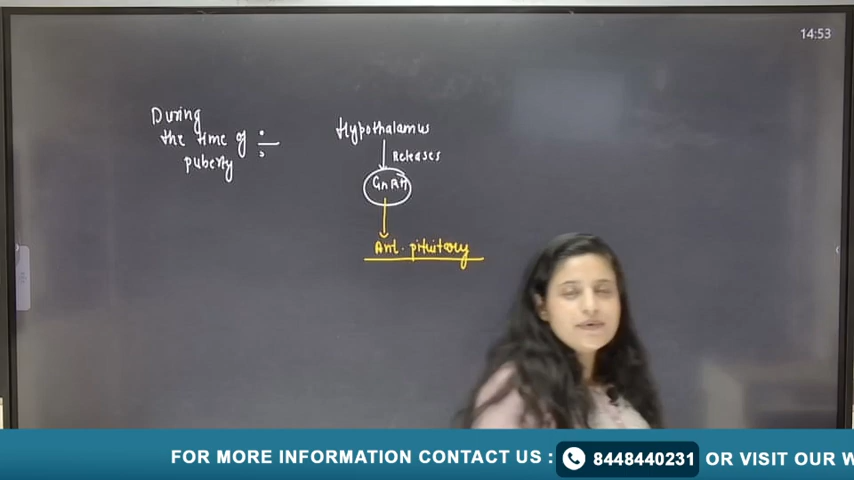 14:53
During
the time of :—
puberty
Hypothalamus
Releases
GnRH
Ant. pituitary
FOR MORE INFORMATION CONTACT US : 8448440231 OR VISIT OUR W